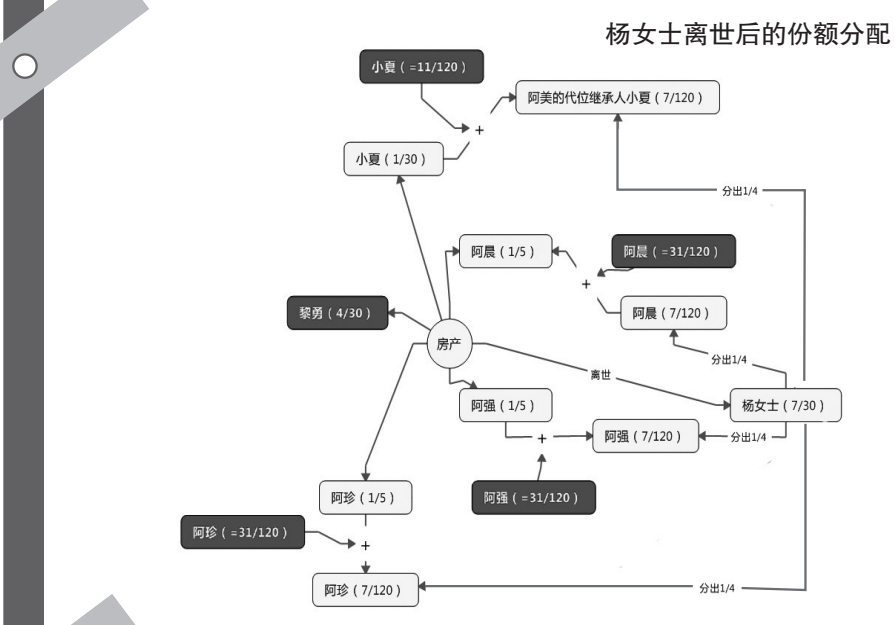 杨女士离世后的份额分配
小夏（=11/120）
阿美的代位继承人小夏（7/120）
+
小夏（1/30）
分出1/4
阿晨（1/5）
阿晨（=31/120）
+
黎勇（4/30）
阿晨（7/120）
房产
分出1/4
离世
阿强（1/5）
杨女士（7/30）
+
阿强（7/120）
分出1/4
阿珍（1/5）
阿强（=31/120）
阿珍（=31/120）
+
阿珍（7/120）
分出1/4